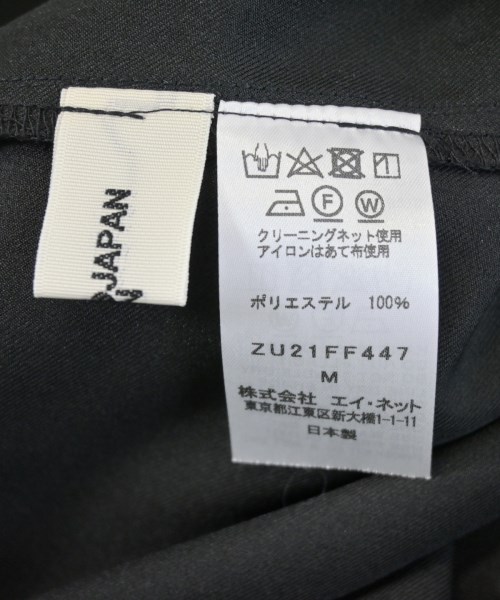 JAPAN
F
W
クリーニングネット使用
アイロンはあて布使用
ポリエステル 100%
ZU21FF447
M
株式会社 エイ・ネット
東京都江東区新大橋1-1-11
日本製